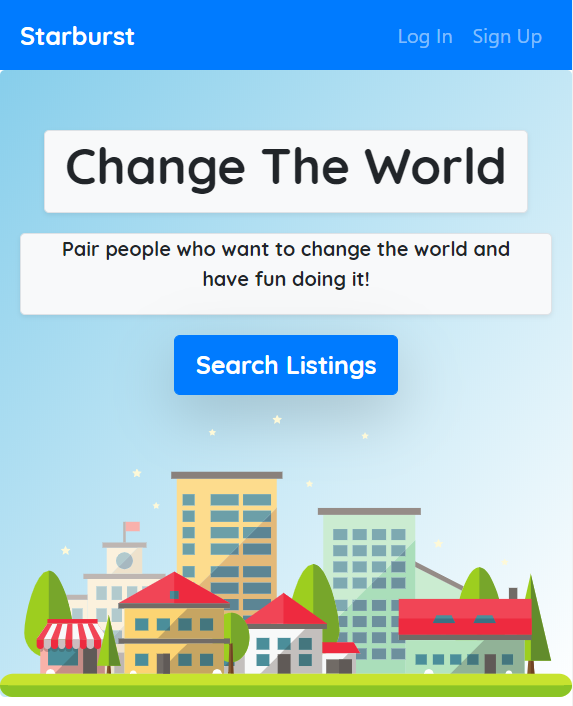 Starburst
Log In
Sign Up
Change The World
Pair people who want to change the world and
have fun doing it!
Search Listings